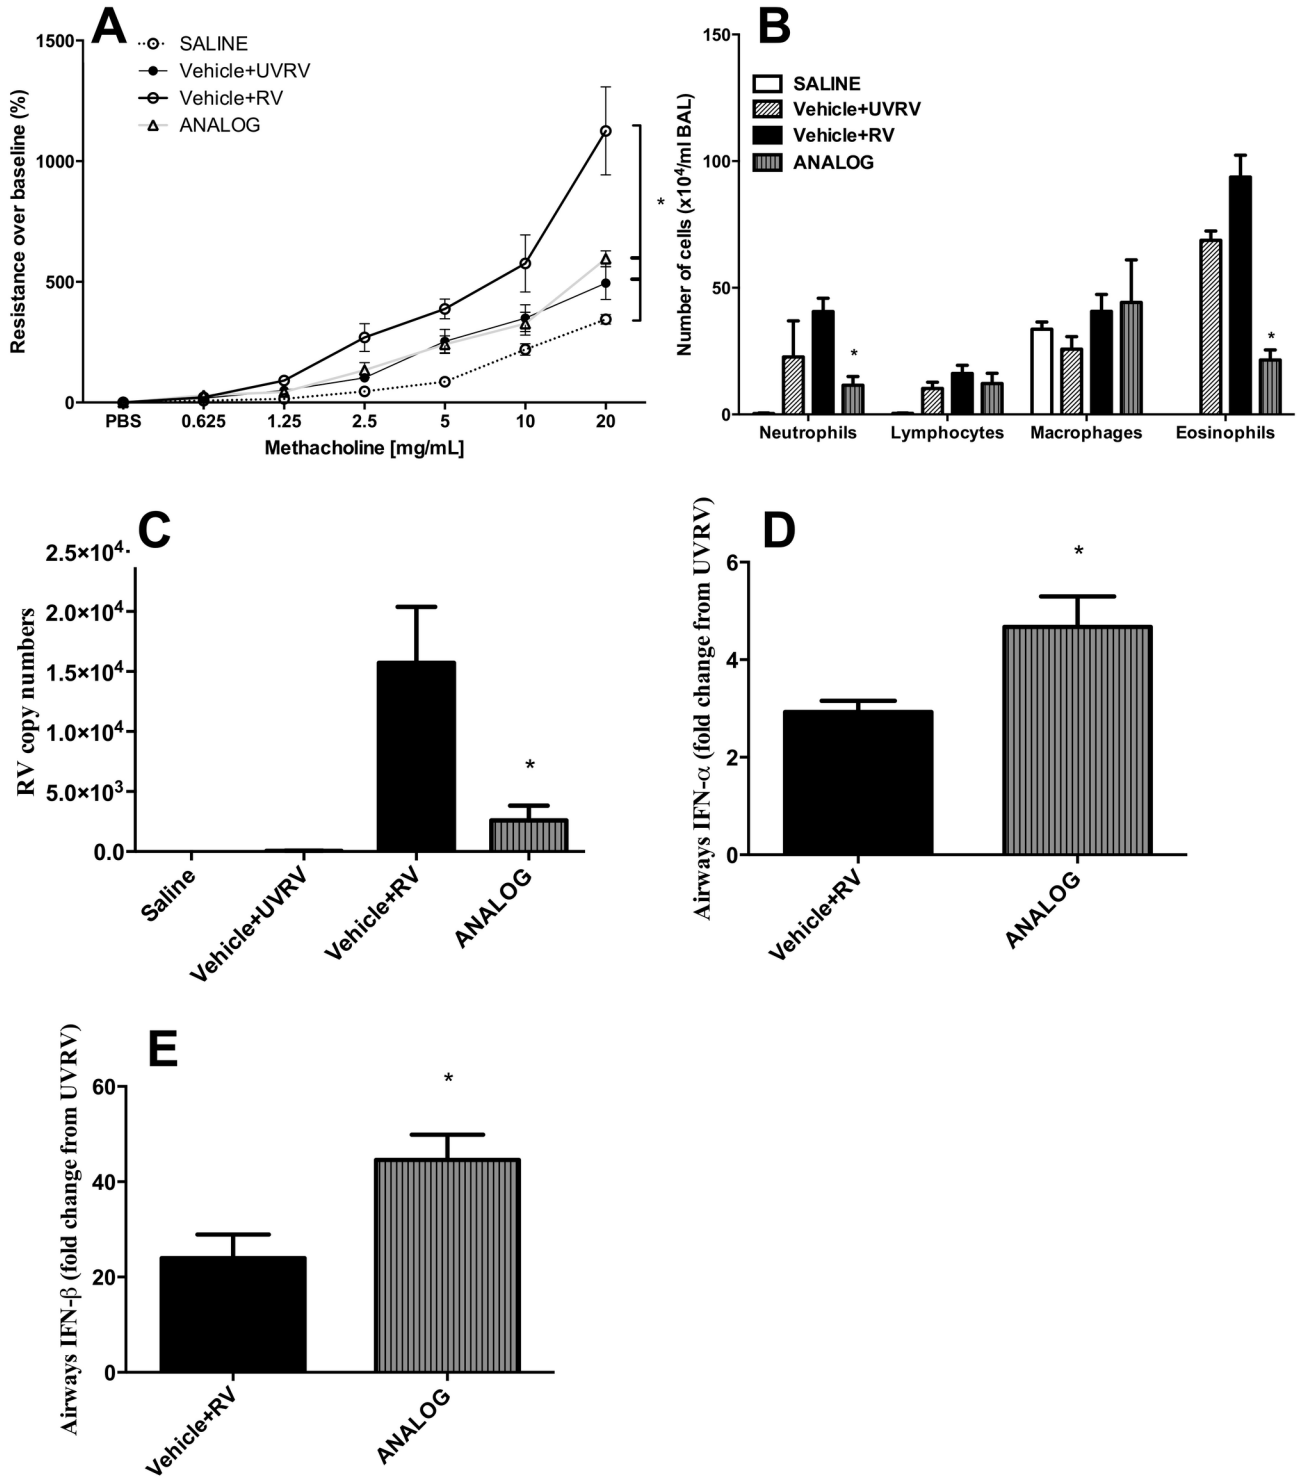 A
1500
1000
500
0
Resistance over baseline (%)
SALINE
Vehicle+UVRV
Vehicle+RV
ANALOG
*
PBS 0.625 1.25 2.5 5 10 20
Methacholine [mg/mL]
B
150
100
50
0
Number of cells (x10⁴/ml BAL)
SALINE
Vehicle+UVRV
Vehicle+RV
ANALOG
*
*
Neutrophils Lymphocytes Macrophages Eosinophils
C
2.5×10⁴
2.0×10⁴
1.5×10⁴
1.0×10⁴
5.0×10³
0.0
RV copy numbers
*
Saline
Vehicle+UVRV
Vehicle+RV
ANALOG
D
6
4
2
0
Airways IFN-α (fold change from UVRV)
*
Vehicle+RV
ANALOG
E
60
40
20
0
Airways IFN-β (fold change from UVRV)
*
Vehicle+RV
ANALOG